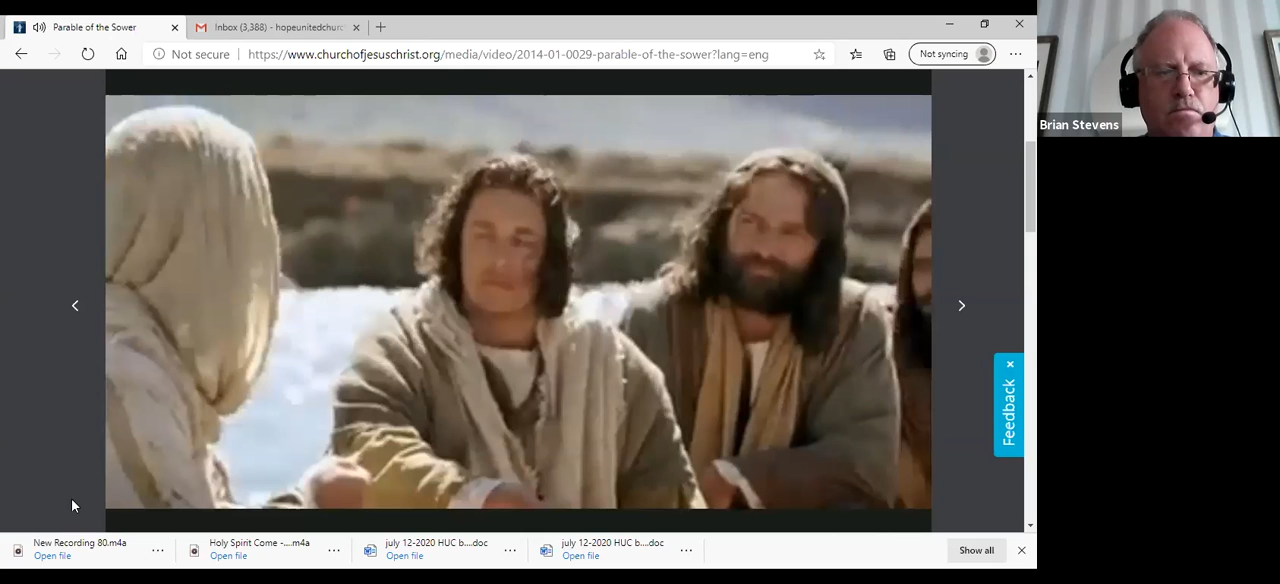 Parable of the Sower
Inbox (3,388) - hopeunitedchurc
Not secure
https://www.churchofjesuschrist.org/media/video/2014-01-0029-parable-of-the-sower?lang=eng
Not syncing
Brian Stevens
Feedback
New Recording 80.m4a
Open file
Holy Spirit Come -....m4a
Open file
july 12-2020 HUC b....doc
Open file
july 12-2020 HUC b....doc
Open file
Show all